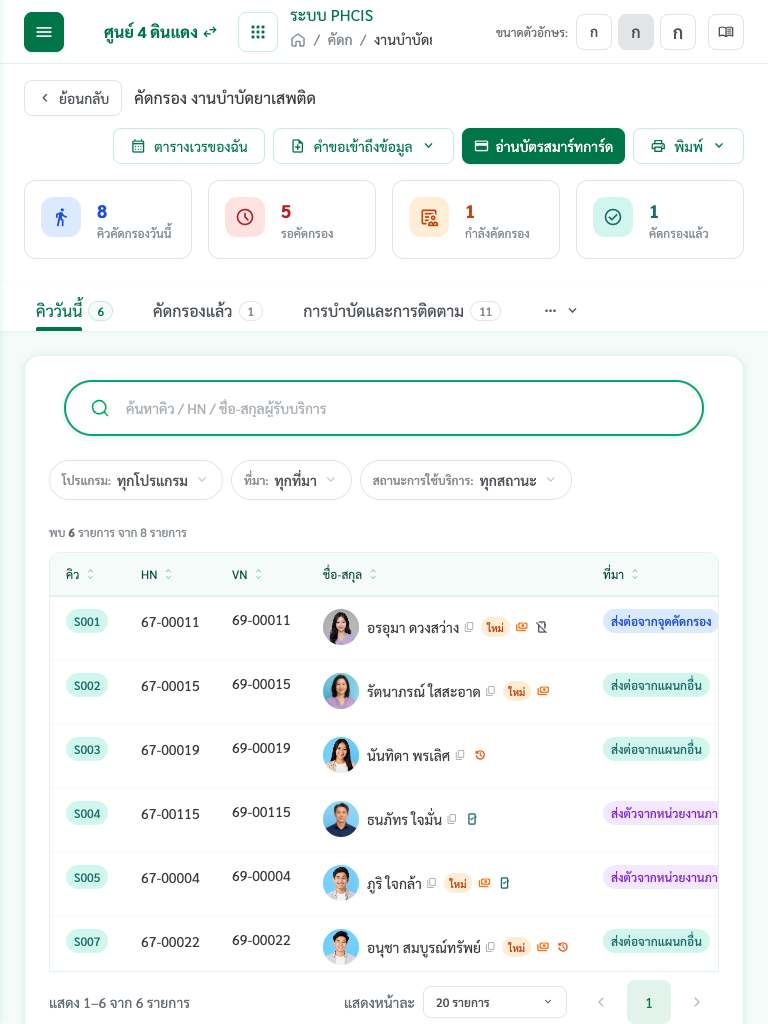 ศูนย์ 4 ดินแดง
ระบบ PHCIS
/ คัดก / งานบำบัด
ขนาดตัวอักษร: ก ก ก
ย้อนกลับ คัดกรอง งานบำบัดยาเสพติด
ตารางเวรของฉัน คำขอเข้าถึงข้อมูล อ่านบัตรสมาร์ทการ์ด พิมพ์
8 5 1 1
คิวคัดกรองวันนี้ รอคัดกรอง กำลังคัดกรอง คัดกรองแล้ว
คิววันนี้ 6 คัดกรองแล้ว 1 การบำบัดและการติดตาม 11 ...
ค้นหาคิว / HN / ชื่อ-สกุลผู้รับบริการ
โปรแกรม: ทุกโปรแกรม ที่มา: ทุกที่มา สถานะการใช้บริการ: ทุกสถานะ
พบ 6 รายการ จาก 8 รายการ
คิว HN VN ชื่อ-สกุล ที่มา
S001 67-00011 69-00011 อรอุมา ดวงสว่าง ใหม่ ส่งต่อจากจุดคัดกรอง
S002 67-00015 69-00015 รัตนาภรณ์ ใสสะอาด ใหม่ ส่งต่อจากแผนกอื่น
S003 67-00019 69-00019 นันทิดา พรเลิศ ส่งต่อจากแผนกอื่น
S004 67-00115 69-00115 ธนภัทร ใจมั่น ส่งตัวจากหน่วยงานภา
S005 67-00004 69-00004 ภูริ ใจกล้า ใหม่ ส่งตัวจากหน่วยงานภา
S007 67-00022 69-00022 อนุชา สมบูรณ์ทรัพย์ ใหม่ ส่งต่อจากแผนกอื่น
แสดง 1–6 จาก 6 รายการ แสดงหน้าละ 20 รายการ 1